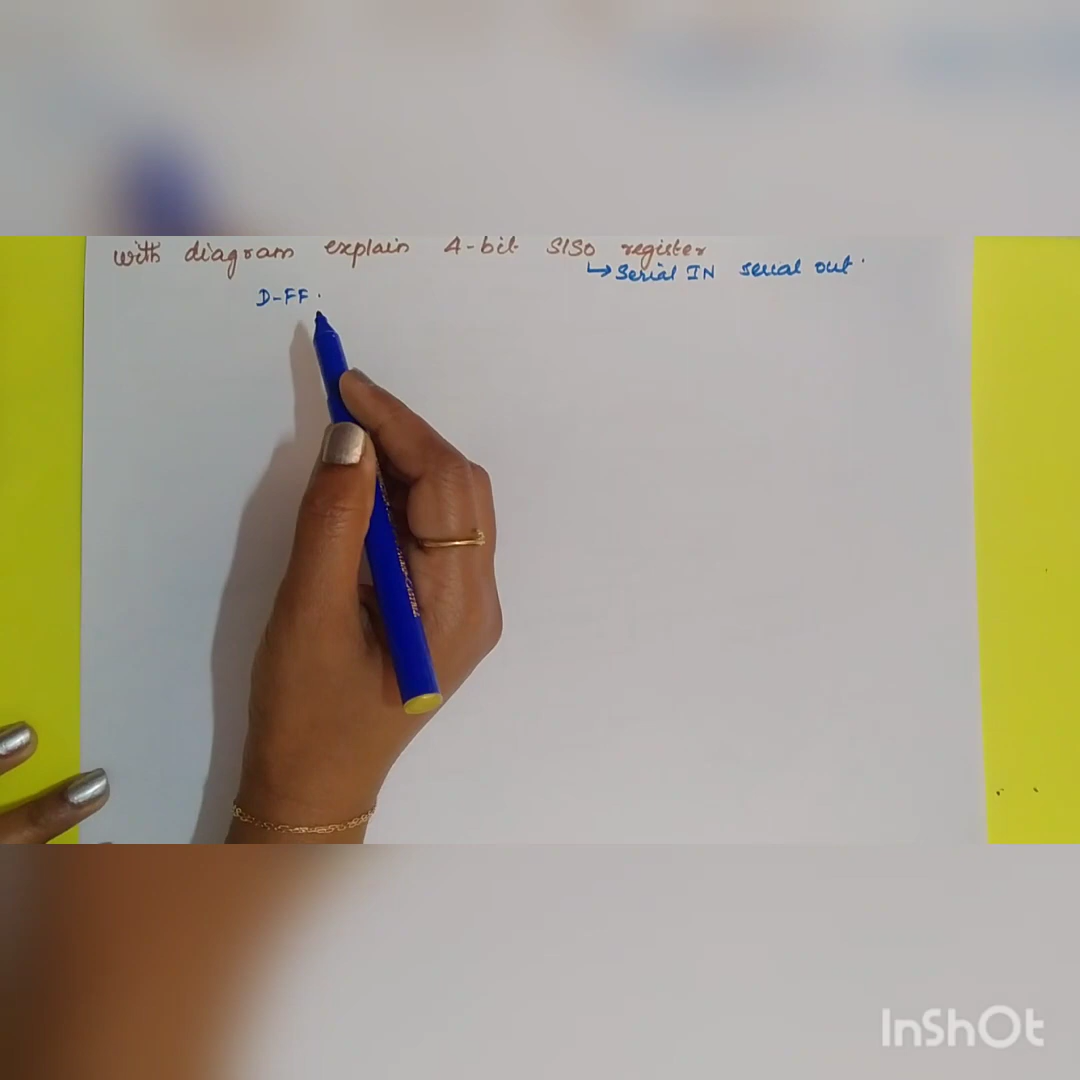 with diagram explain 4-bit SISO register
↳ Serial IN serial out.
D-FF.
InShOt